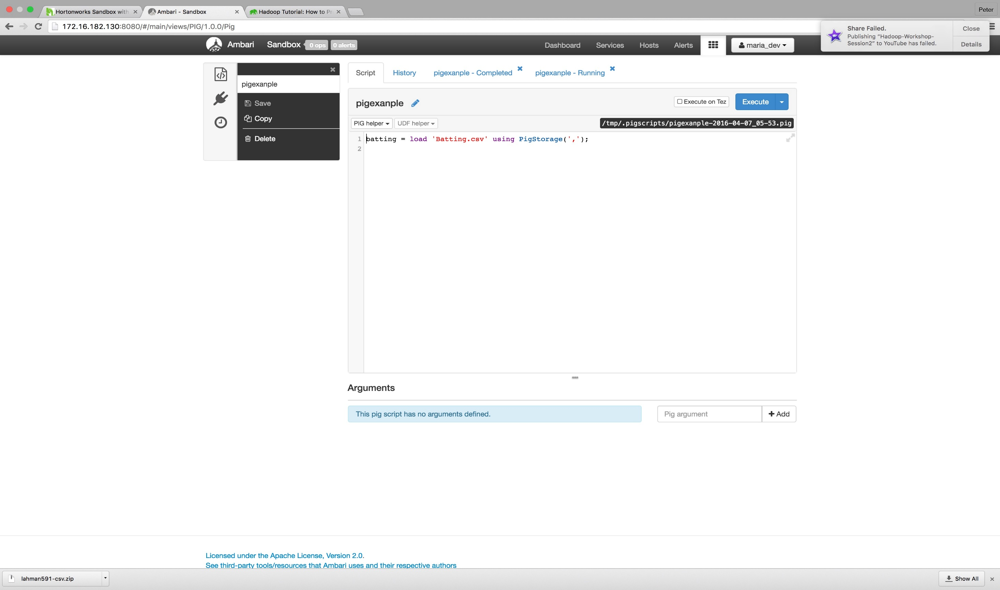 Hortonworks Sandbox with
Ambari - Sandbox
Hadoop Tutorial: How to Pr
Peter
172.16.182.130:8080/#/main/views/PIG/1.0.0/Pig
Share Failed.
Publishing “Hadoop-Workshop-
Session2” to YouTube has failed.
Close
Details
Ambari
Sandbox
0 ops
0 alerts
Dashboard
Services
Hosts
Alerts
maria_dev
pigexanple
Save
Copy
Delete
Script
History
pigexanple - Completed
pigexanple - Running
pigexanple
Execute on Tez
Execute
PIG helper
UDF helper
/tmp/.pigscripts/pigexanple-2016-04-07_05-53.pig
1 batting = load 'Batting.csv' using PigStorage(',');
2
Arguments
This pig script has no arguments defined.
Pig argument
Add
Licensed under the Apache License, Version 2.0.
See third-party tools/resources that Ambari uses and their respective authors
lahman591-csv.zip
Show All